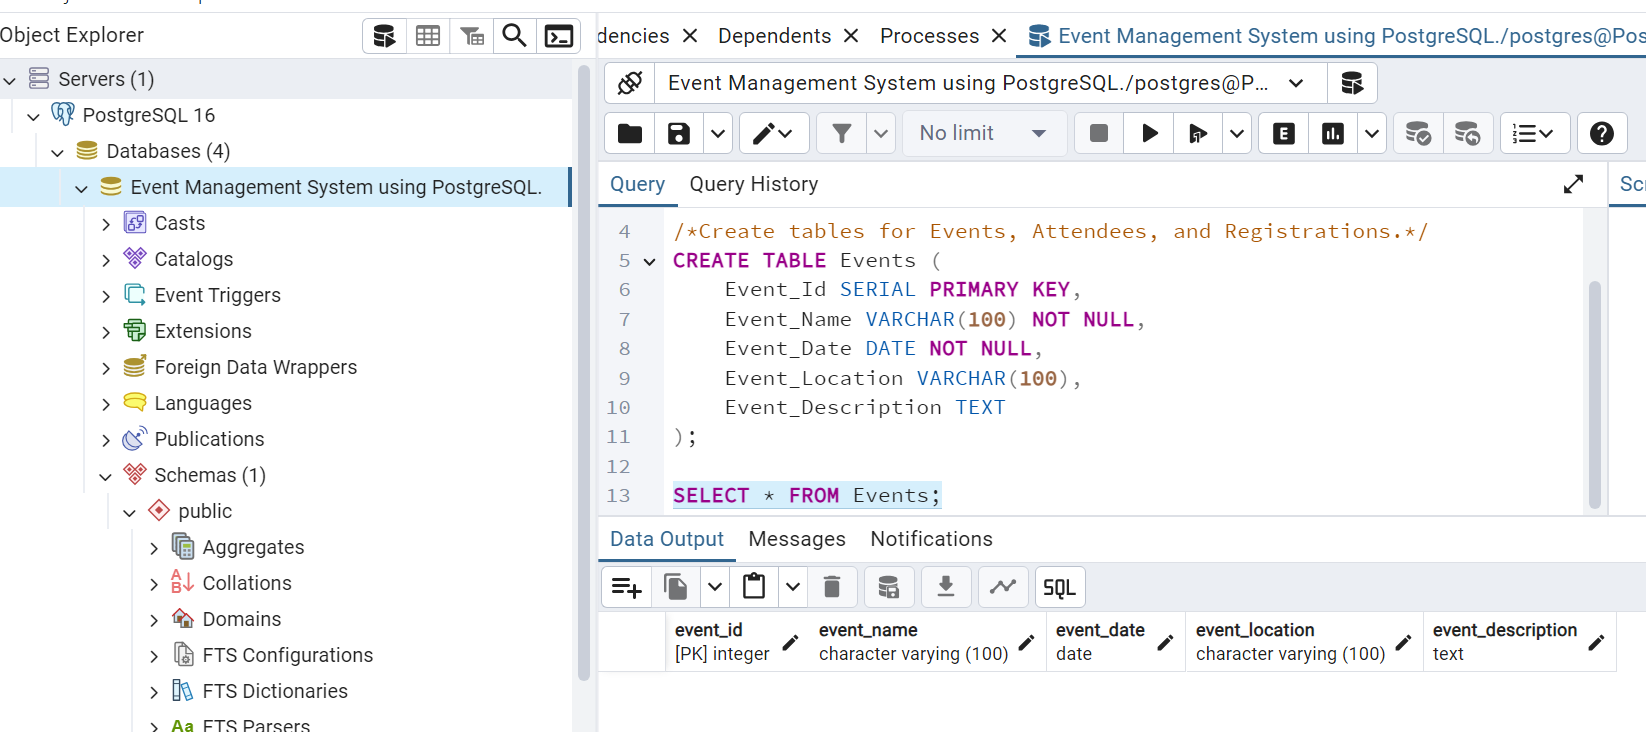 Object Explorer
Servers (1)
PostgreSQL 16
Databases (4)
Event Management System using PostgreSQL.
Casts
Catalogs
Event Triggers
Extensions
Foreign Data Wrappers
Languages
Publications
Schemas (1)
public
Aggregates
Collations
Domains
FTS Configurations
FTS Dictionaries
Aa FTS Parsers
dencies Dependents Processes Event Management System using PostgreSQL./postgres@Pos
Event Management System using PostgreSQL./postgres@P...
No limit E
Query Query History Scr
4 /*Create tables for Events, Attendees, and Registrations.*/
5 CREATE TABLE Events (
6 Event_Id SERIAL PRIMARY KEY,
7 Event_Name VARCHAR(100) NOT NULL,
8 Event_Date DATE NOT NULL,
9 Event_Location VARCHAR(100),
10 Event_Description TEXT
11 );
12
13 SELECT * FROM Events;
Data Output Messages Notifications
SQL
event_id event_name event_date event_location event_description
[PK] integer character varying (100) date character varying (100) text